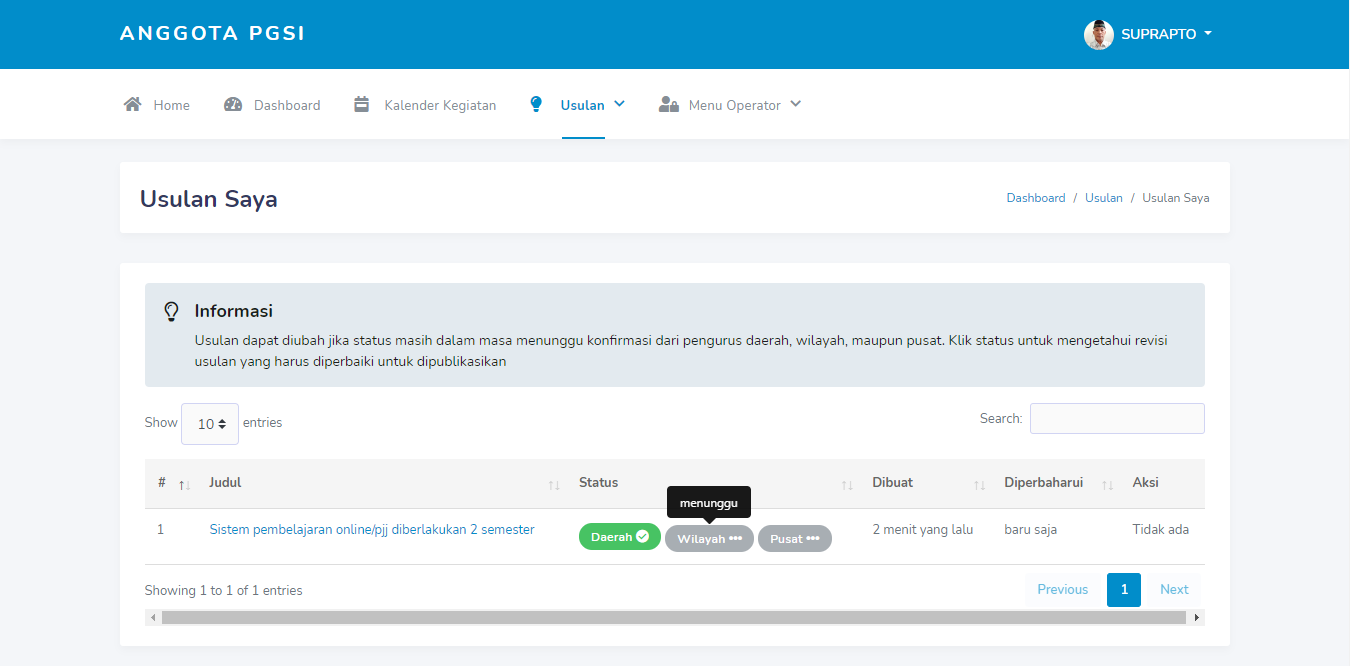 ANGGOTA PGSI
SUPRAPTO
Home
Dashboard
Kalender Kegiatan
Usulan
Menu Operator
Usulan Saya
Dashboard / Usulan / Usulan Saya
Informasi
Usulan dapat diubah jika status masih dalam masa menunggu konfirmasi dari pengurus daerah, wilayah, maupun pusat. Klik status untuk mengetahui revisi
usulan yang harus diperbaiki untuk dipublikasikan
Show 10 entries
Search:
# Judul Status Dibuat Diperbaharui Aksi
menunggu
1 Sistem pembelajaran online/pjj diberlakukan 2 semester Daerah Wilayah Pusat 2 menit yang lalu baru saja Tidak ada
Showing 1 to 1 of 1 entries
Previous 1 Next